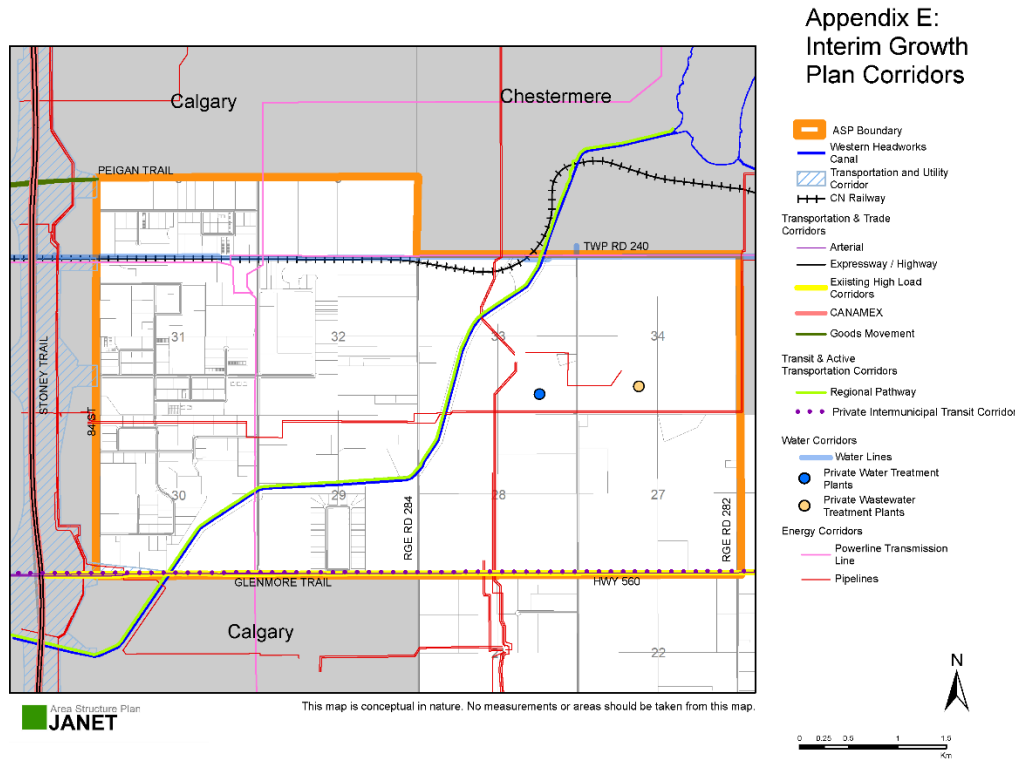 Appendix E:
Interim Growth
Plan Corridors
Calgary
Chestermere
PEIGAN TRAIL
TWP RD 240
STONEY TRAIL
84 ST
31
32
33
34
30
29
28
27
RGE RD 284
RGE RD 282
GLENMORE TRAIL
HWY 560
Calgary
22
ASP Boundary
Western Headworks
Canal
Transportation and Utility
Corridor
CN Railway
Transportation & Trade
Corridors
Arterial
Expressway / Highway
Exiisting High Load
Corridors
CANAMEX
Goods Movement
Transit & Active
Transportation Corridors
Regional Pathway
Private Intermunicipal Transit Corridor
Water Corridors
Water Lines
Private Water Treatment
Plants
Private Wastewater
Treatment Plants
Energy Corridors
Powerline Transmission
Line
Pipelines
N
0 0.25 0.5 1 1.5
Km
Area Structure Plan
JANET
This map is conceptual in nature. No measurements or areas should be taken from this map.